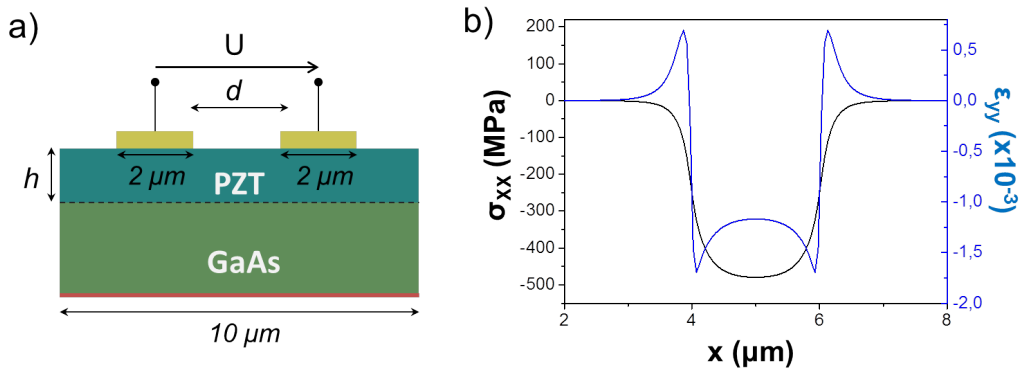 a)
U
d
h
2 μm
2 μm
PZT
GaAs
10 μm
b)
200
100
0
-100
-200
-300
-400
-500
σxx (MPa)
0,5
0,0
-0,5
-1,0
-1,5
-2,0
εyy (x10-3)
2
4
6
8
x (μm)